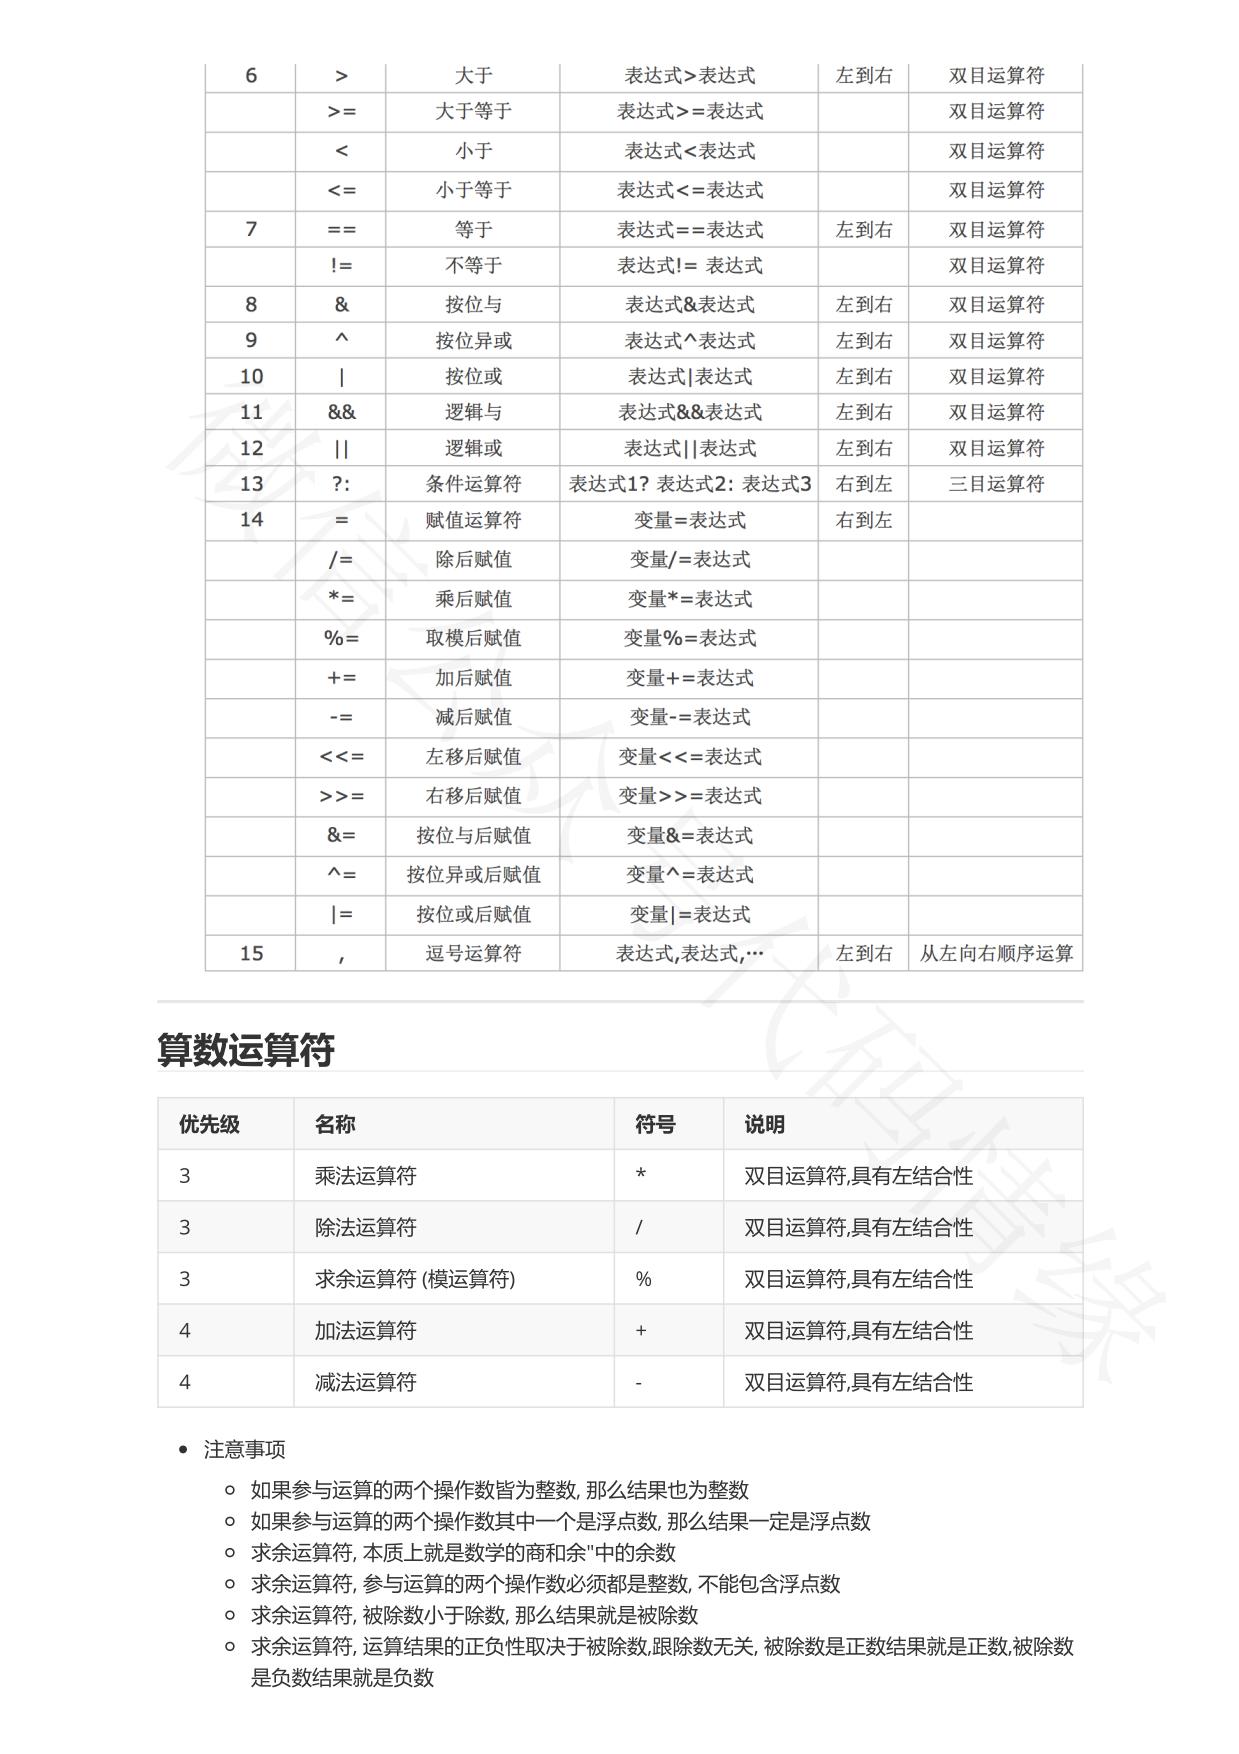 6 > 大于 表达式>表达式 左到右 双目运算符
>= 大于等于 表达式>=表达式 双目运算符
< 小于 表达式<表达式 双目运算符
<= 小于等于 表达式<=表达式 双目运算符
7 == 等于 表达式==表达式 左到右 双目运算符
!= 不等于 表达式!= 表达式 双目运算符
8 & 按位与 表达式&表达式 左到右 双目运算符
9 ^ 按位异或 表达式^表达式 左到右 双目运算符
10 | 按位或 表达式|表达式 左到右 双目运算符
11 && 逻辑与 表达式&&表达式 左到右 双目运算符
12 || 逻辑或 表达式||表达式 左到右 双目运算符
13 ?: 条件运算符 表达式1? 表达式2: 表达式3 右到左 三目运算符
14 = 赋值运算符 变量=表达式 右到左
/= 除后赋值 变量/=表达式
*= 乘后赋值 变量*=表达式
%= 取模后赋值 变量%=表达式
+= 加后赋值 变量+=表达式
-= 减后赋值 变量-=表达式
<<= 左移后赋值 变量<<=表达式
>>= 右移后赋值 变量>>=表达式
&= 按位与后赋值 变量&=表达式
^= 按位异或后赋值 变量^=表达式
|= 按位或后赋值 变量|=表达式
15 , 逗号运算符 表达式,表达式,… 左到右 从左向右顺序运算
算数运算符
优先级 名称 符号 说明
3 乘法运算符 * 双目运算符,具有左结合性
3 除法运算符 / 双目运算符,具有左结合性
3 求余运算符 (模运算符) % 双目运算符,具有左结合性
4 加法运算符 + 双目运算符,具有左结合性
4 减法运算符 - 双目运算符,具有左结合性
注意事项
如果参与运算的两个操作数皆为整数, 那么结果也为整数
如果参与运算的两个操作数其中一个是浮点数, 那么结果一定是浮点数
求余运算符, 本质上就是数学的商和余"中的余数
求余运算符, 参与运算的两个操作数必须都是整数, 不能包含浮点数
求余运算符, 被除数小于除数, 那么结果就是被除数
求余运算符, 运算结果的正负性取决于被除数,跟除数无关, 被除数是正数结果就是正数,被除数
是负数结果就是负数
微信公众号代码情缘